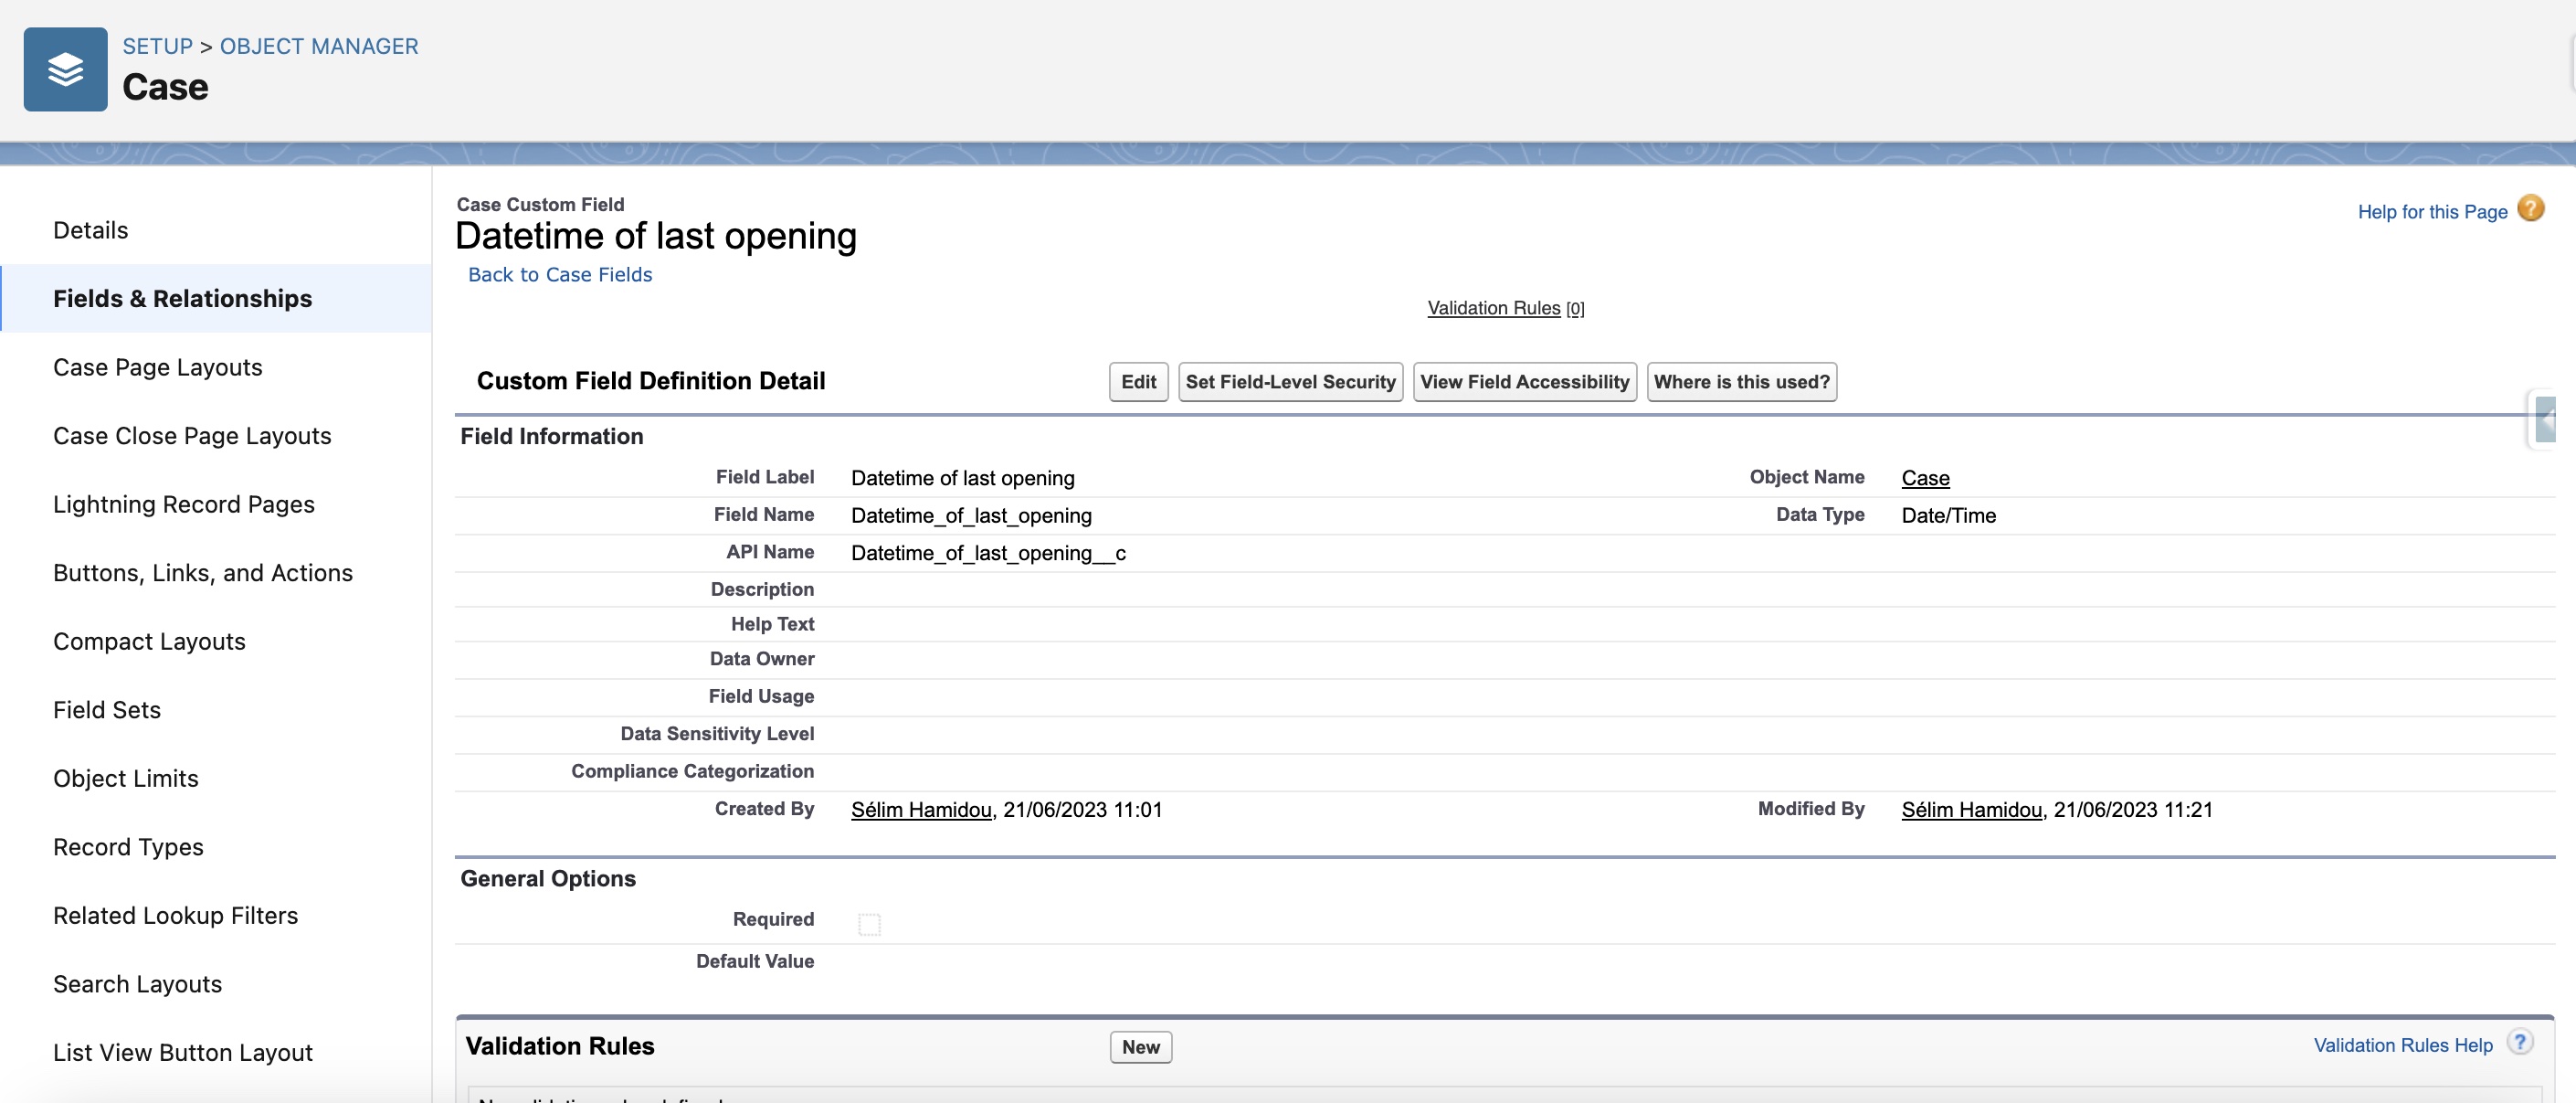 SETUP > OBJECT MANAGER
Case
Details
Fields & Relationships
Case Page Layouts
Case Close Page Layouts
Lightning Record Pages
Buttons, Links, and Actions
Compact Layouts
Field Sets
Object Limits
Record Types
Related Lookup Filters
Search Layouts
List View Button Layout
Case Custom Field
Datetime of last opening
Back to Case Fields
Help for this Page ?
Validation Rules [0]
Custom Field Definition Detail Edit Set Field-Level Security View Field Accessibility Where is this used?
Field Information
Field Label Datetime of last opening Object Name Case
Field Name Datetime_of_last_opening Data Type Date/Time
API Name Datetime_of_last_opening__c
Description
Help Text
Data Owner
Field Usage
Data Sensitivity Level
Compliance Categorization
Created By Sélim Hamidou, 21/06/2023 11:01 Modified By Sélim Hamidou, 21/06/2023 11:21
General Options
Required
Default Value
Validation Rules New Validation Rules Help ?